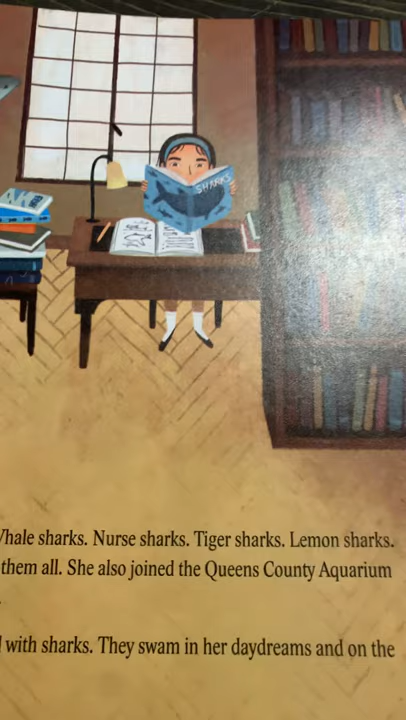 SHARKS
Whale sharks. Nurse sharks. Tiger sharks. Lemon sharks.
them all. She also joined the Queens County Aquarium
with sharks. They swam in her daydreams and on the